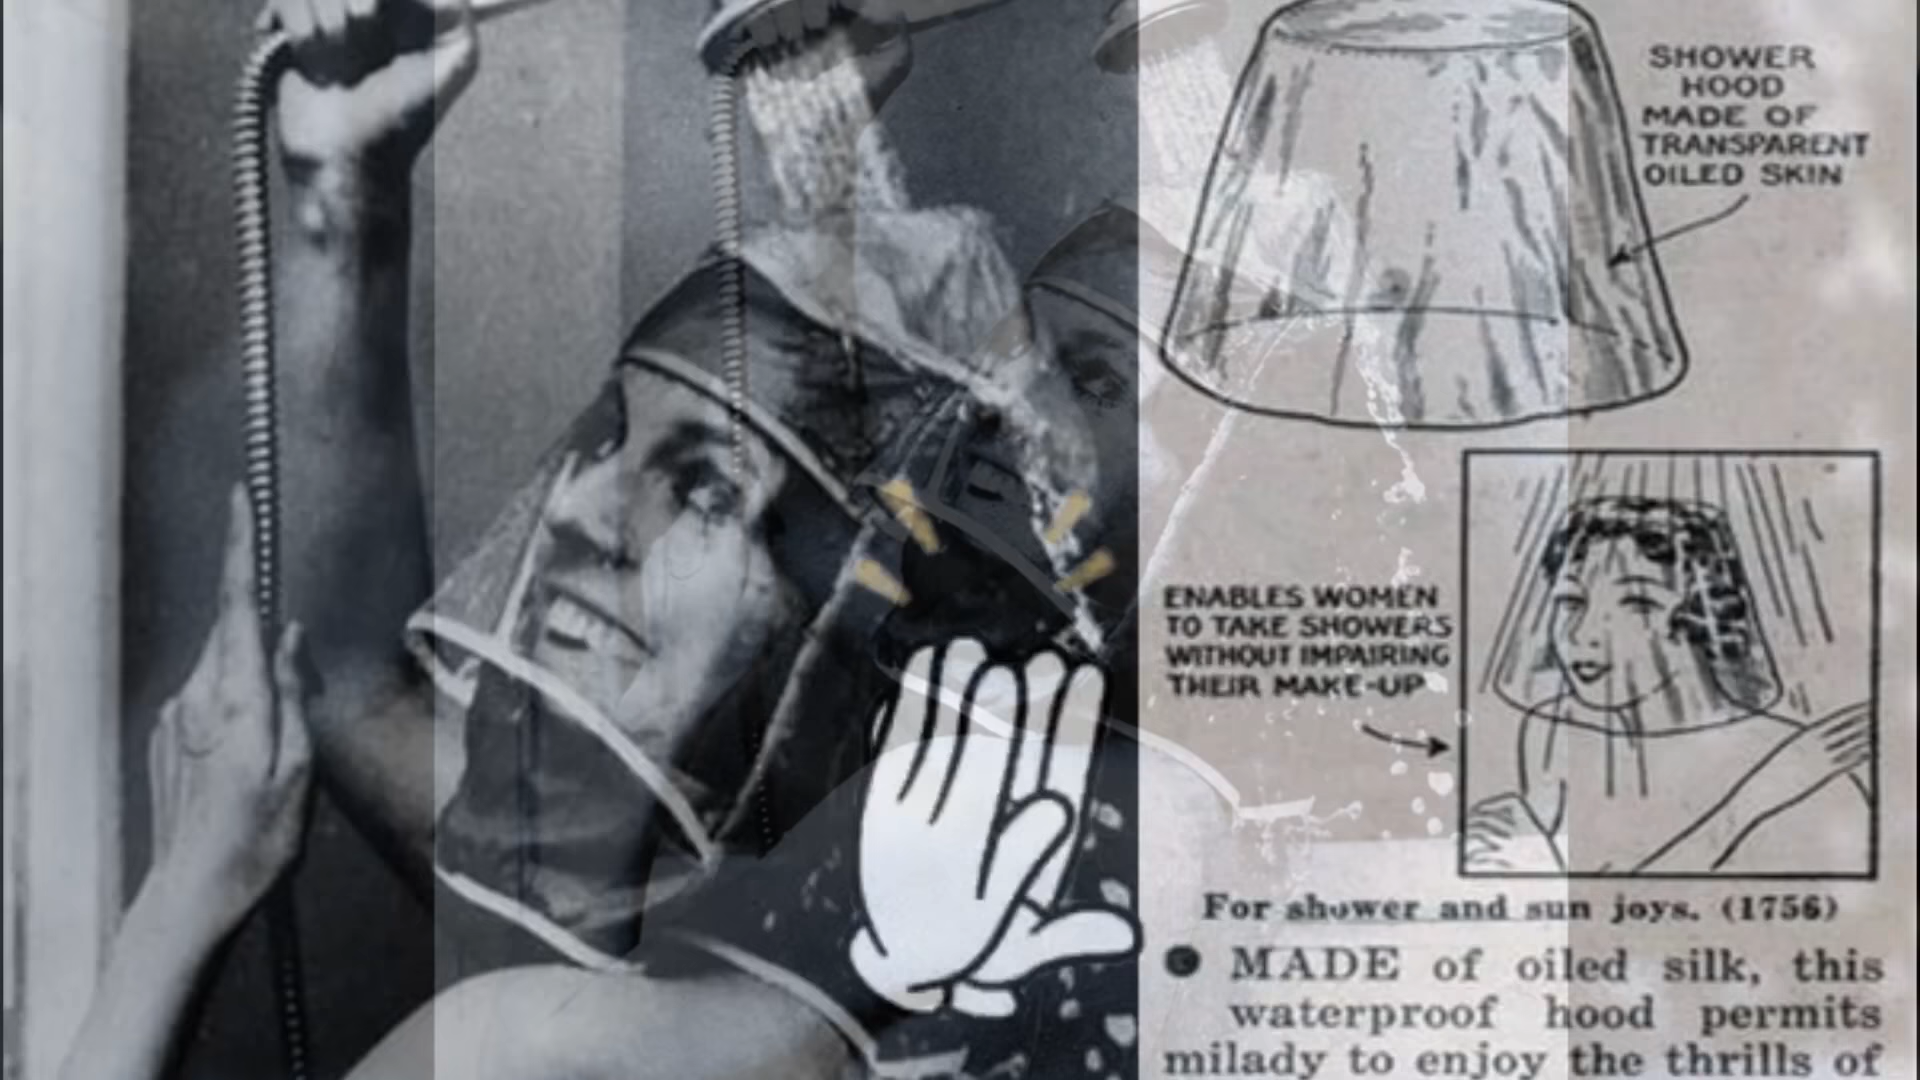 SHOWER
HOOD
MADE OF
TRANSPARENT
OILED SKIN
ENABLES WOMEN
TO TAKE SHOWERS
WITHOUT IMPAIRING
THEIR MAKE-UP
For shower and sun joys. (1756)
● MADE of oiled silk, this
waterproof hood permits
milady to enjoy the thrills of